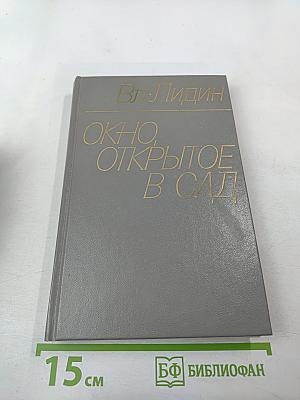 Вл. Лидин
ОКНО,
ОТКРЫТОЕ
В САД
15 см
БФ БИБЛИОФАН